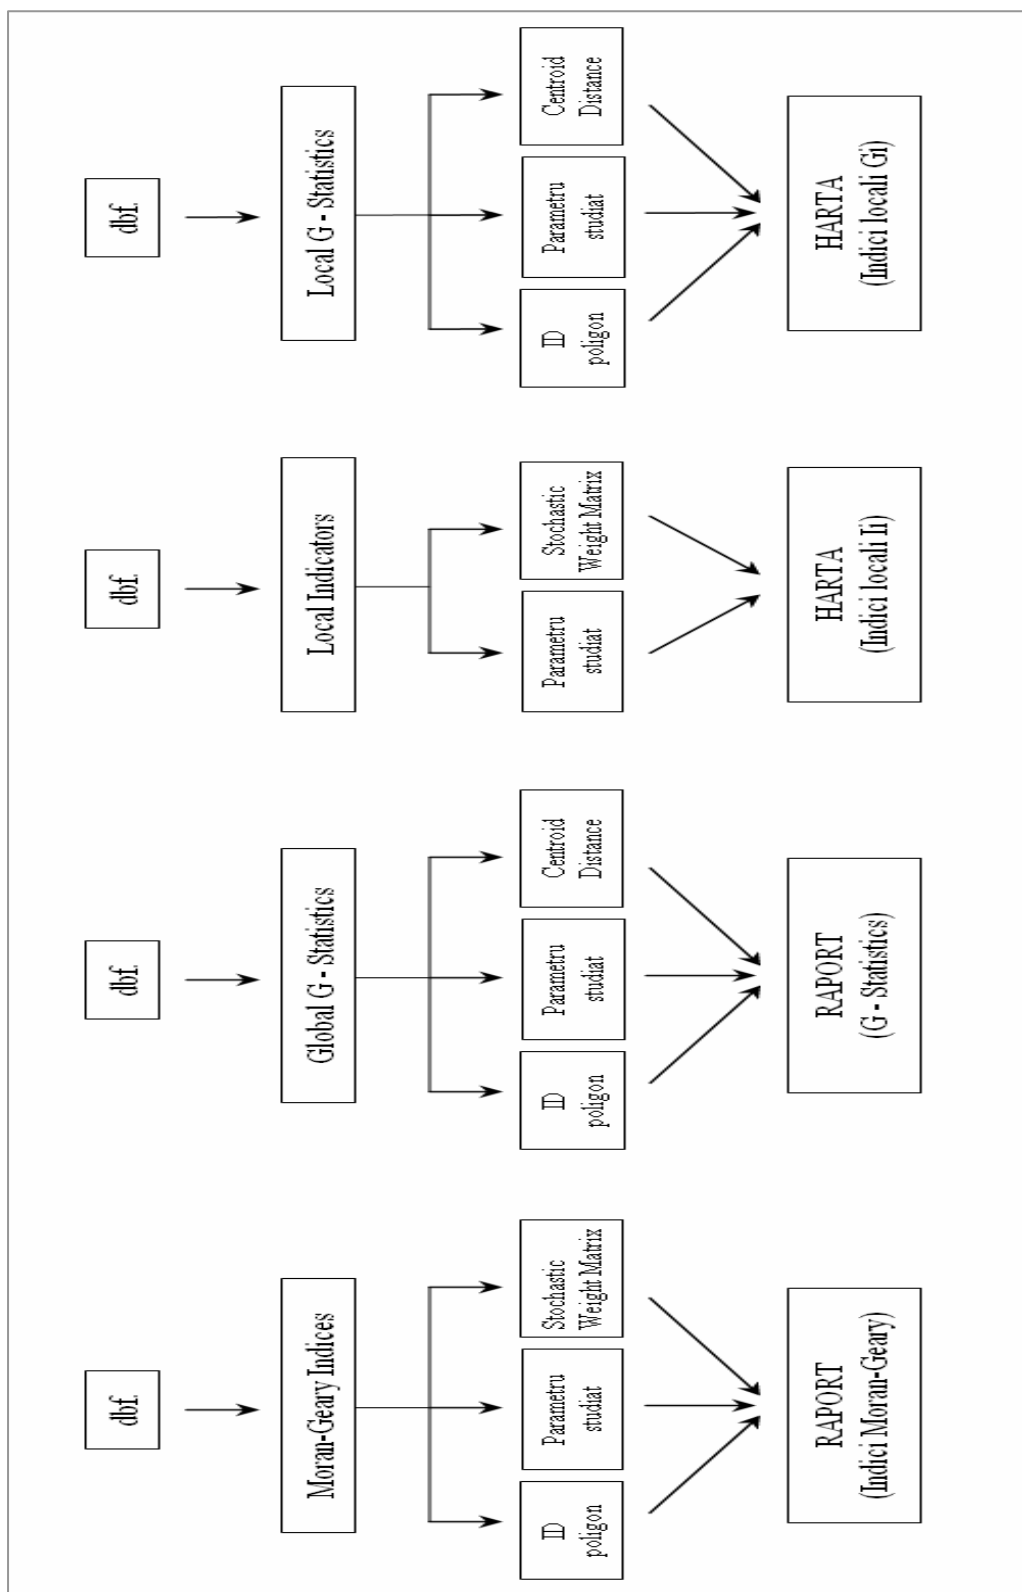 dbf.
Moran-Geary Indices
ID
poligon
Parametru
studiat
Stochastic
Weight Matrix
RAPORT
(Indici Moran-Geary)
dbf.
Global G - Statistics
ID
poligon
Parametru
studiat
Centroid
Distance
RAPORT
(G - Statistics)
dbf.
Local Indicators
Parametru
studiat
Stochastic
Weight Matrix
HARTA
(Indici locali Ii)
dbf.
Local G - Statistics
ID
poligon
Parametru
studiat
Centroid
Distance
HARTA
(Indici locali Gi)